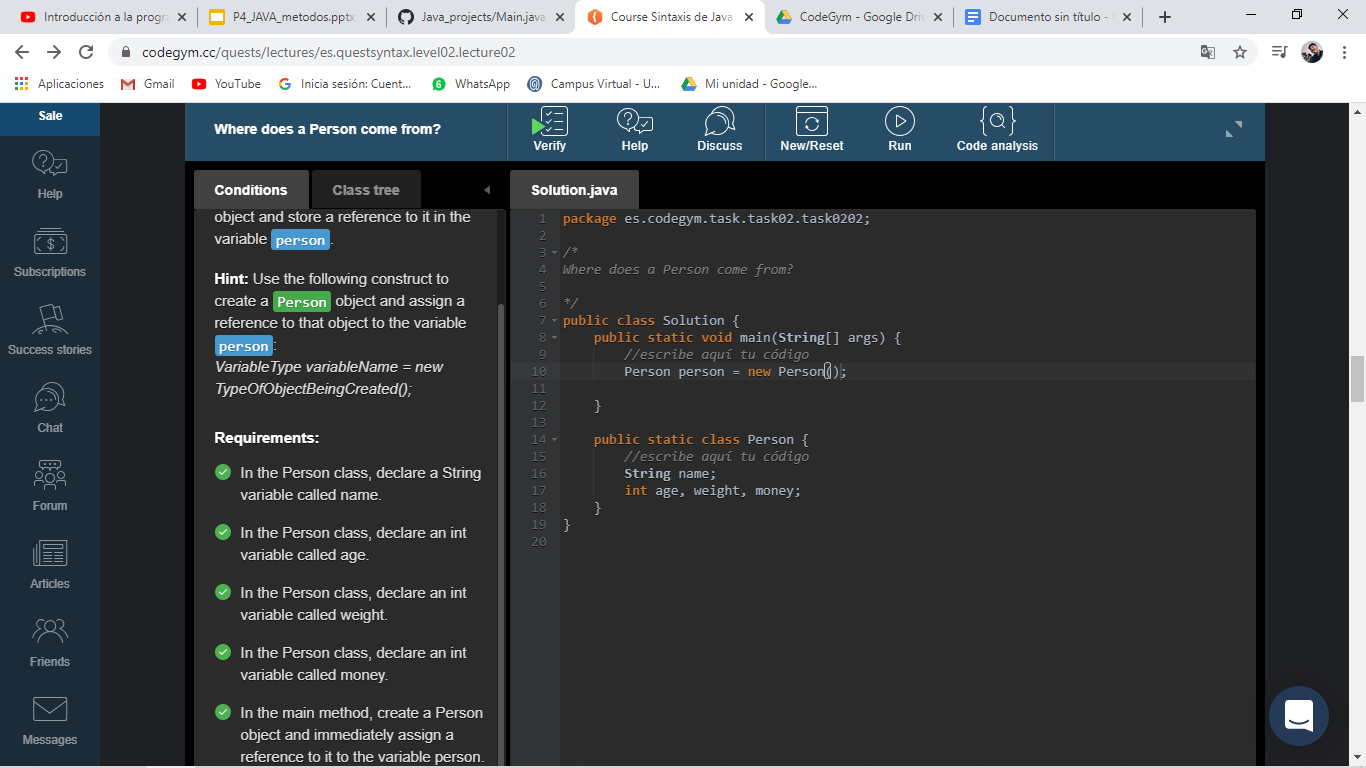 Introducción a la progra
P4_JAVA_metodos.pptx
Java_projects/Main.java
Course Sintaxis de Java
CodeGym - Google Driv
Documento sin título -
codegym.cc/quests/lectures/es.questsyntax.level02.lecture02
Aplicaciones
Gmail
YouTube
Inicia sesión: Cuent...
WhatsApp
Campus Virtual - U...
Mi unidad - Google...
Sale
Help
Subscriptions
Success stories
Chat
Forum
Articles
Friends
Messages
Where does a Person come from?
Verify
Help
Discuss
New/Reset
Run
Code analysis
Conditions
Class tree
object and store a reference to it in the
variable person.
Hint: Use the following construct to
create a Person object and assign a
reference to that object to the variable
person:
VariableType variableName = new
TypeOfObjectBeingCreated();
Requirements:
In the Person class, declare a String
variable called name.
In the Person class, declare an int
variable called age.
In the Person class, declare an int
variable called weight.
In the Person class, declare an int
variable called money.
In the main method, create a Person
object and immediately assign a
reference to it to the variable person.
Solution.java
1 package es.codegym.task.task02.task0202;
2
3 /*
4 Where does a Person come from?
5
6 */
7 public class Solution {
8 public static void main(String[] args) {
9 //escribe aquí tu código
10 Person person = new Person();
11
12 }
13
14 public static class Person {
15 //escribe aquí tu código
16 String name;
17 int age, weight, money;
18 }
19 }
20